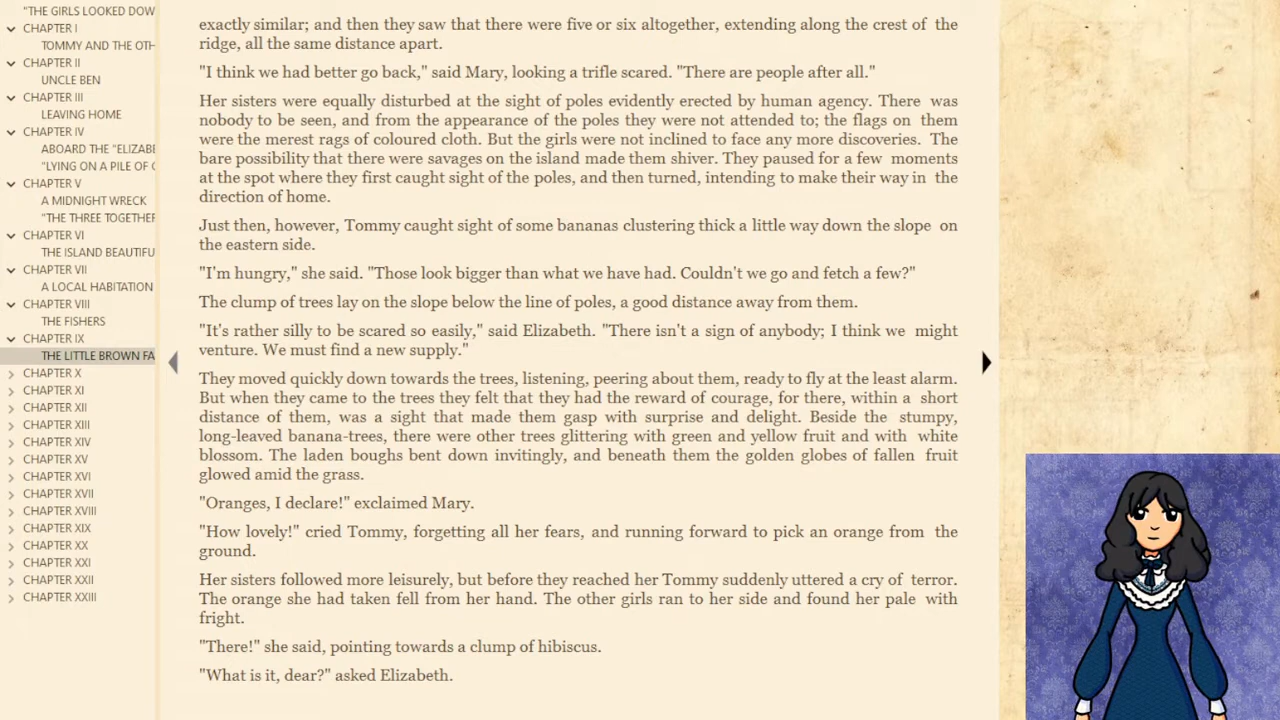 "THE GIRLS LOOKED DOW
CHAPTER I
TOMMY AND THE OTH
CHAPTER II
UNCLE BEN
CHAPTER III
LEAVING HOME
CHAPTER IV
ABOARD THE "ELIZABE
"LYING ON A PILE OF C
CHAPTER V
A MIDNIGHT WRECK
"THE THREE TOGETHER
CHAPTER VI
THE ISLAND BEAUTIFU
CHAPTER VII
A LOCAL HABITATION
CHAPTER VIII
THE FISHERS
CHAPTER IX
THE LITTLE BROWN FA
CHAPTER X
CHAPTER XI
CHAPTER XII
CHAPTER XIII
CHAPTER XIV
CHAPTER XV
CHAPTER XVI
CHAPTER XVII
CHAPTER XVIII
CHAPTER XIX
CHAPTER XX
CHAPTER XXI
CHAPTER XXII
CHAPTER XXIII
exactly similar; and then they saw that there were five or six altogether, extending along the crest of the
ridge, all the same distance apart.
"I think we had better go back," said Mary, looking a trifle scared. "There are people after all."
Her sisters were equally disturbed at the sight of poles evidently erected by human agency. There was
nobody to be seen, and from the appearance of the poles they were not attended to; the flags on them
were the merest rags of coloured cloth. But the girls were not inclined to face any more discoveries. The
bare possibility that there were savages on the island made them shiver. They paused for a few moments
at the spot where they first caught sight of the poles, and then turned, intending to make their way in the
direction of home.
Just then, however, Tommy caught sight of some bananas clustering thick a little way down the slope on
the eastern side.
"I'm hungry," she said. "Those look bigger than what we have had. Couldn't we go and fetch a few?"
The clump of trees lay on the slope below the line of poles, a good distance away from them.
"It's rather silly to be scared so easily," said Elizabeth. "There isn't a sign of anybody; I think we might
venture. We must find a new supply."
They moved quickly down towards the trees, listening, peering about them, ready to fly at the least alarm.
But when they came to the trees they felt that they had the reward of courage, for there, within a short
distance of them, was a sight that made them gasp with surprise and delight. Beside the stumpy,
long-leaved banana-trees, there were other trees glittering with green and yellow fruit and with white
blossom. The laden boughs bent down invitingly, and beneath them the golden globes of fallen fruit
glowed amid the grass.
"Oranges, I declare!" exclaimed Mary.
"How lovely!" cried Tommy, forgetting all her fears, and running forward to pick an orange from the
ground.
Her sisters followed more leisurely, but before they reached her Tommy suddenly uttered a cry of terror.
The orange she had taken fell from her hand. The other girls ran to her side and found her pale with
fright.
"There!" she said, pointing towards a clump of hibiscus.
"What is it, dear?" asked Elizabeth.